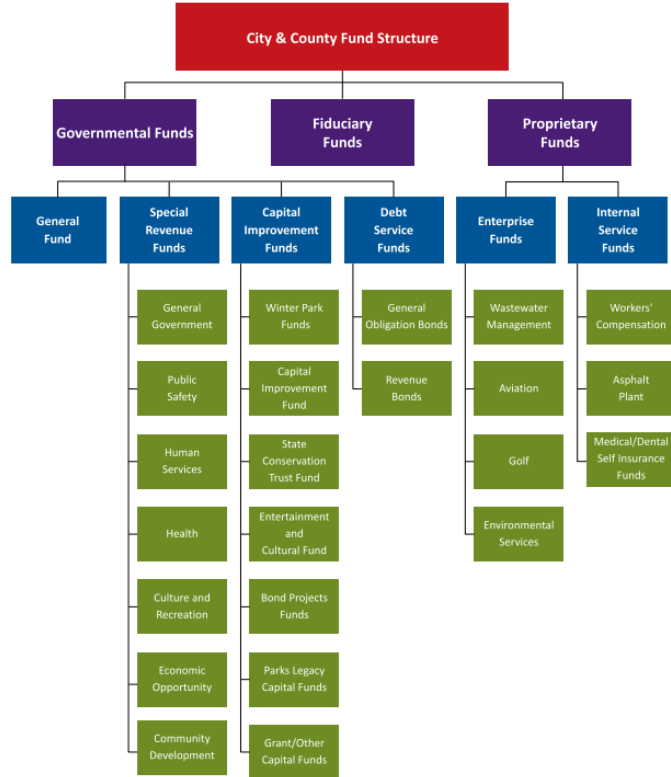 City & County Fund Structure
Governmental Funds
Fiduciary
Funds
Proprietary
Funds
General
Fund
Special
Revenue
Funds
Capital
Improvement
Funds
Debt
Service
Funds
Enterprise
Funds
Internal
Service
Funds
General
Government
Public
Safety
Human
Services
Health
Culture and
Recreation
Economic
Opportunity
Community
Development
Winter Park
Funds
Capital
Improvement
Fund
State
Conservation
Trust Fund
Entertainment
and
Cultural Fund
Bond Projects
Funds
Parks Legacy
Capital Funds
Grant/Other
Capital Funds
General
Obligation Bonds
Revenue
Bonds
Wastewater
Management
Aviation
Golf
Environmental
Services
Workers'
Compensation
Asphalt
Plant
Medical/Dental
Self Insurance
Funds